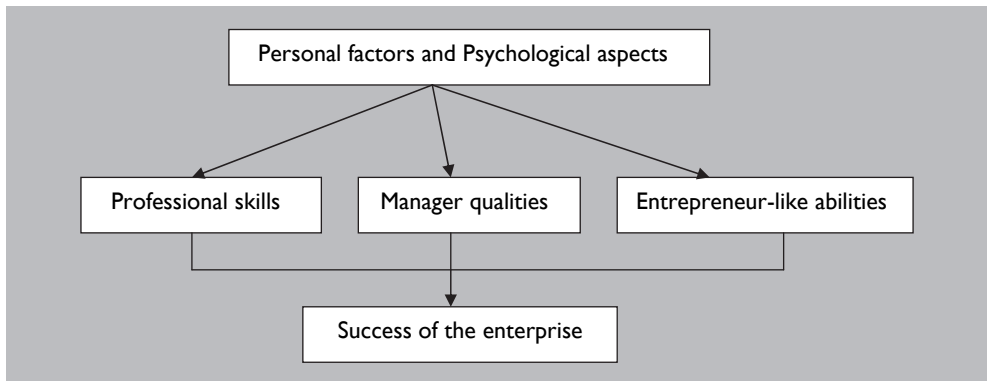 Personal factors and Psychological aspects
Professional skills
Manager qualities
Entrepreneur-like abilities
Success of the enterprise